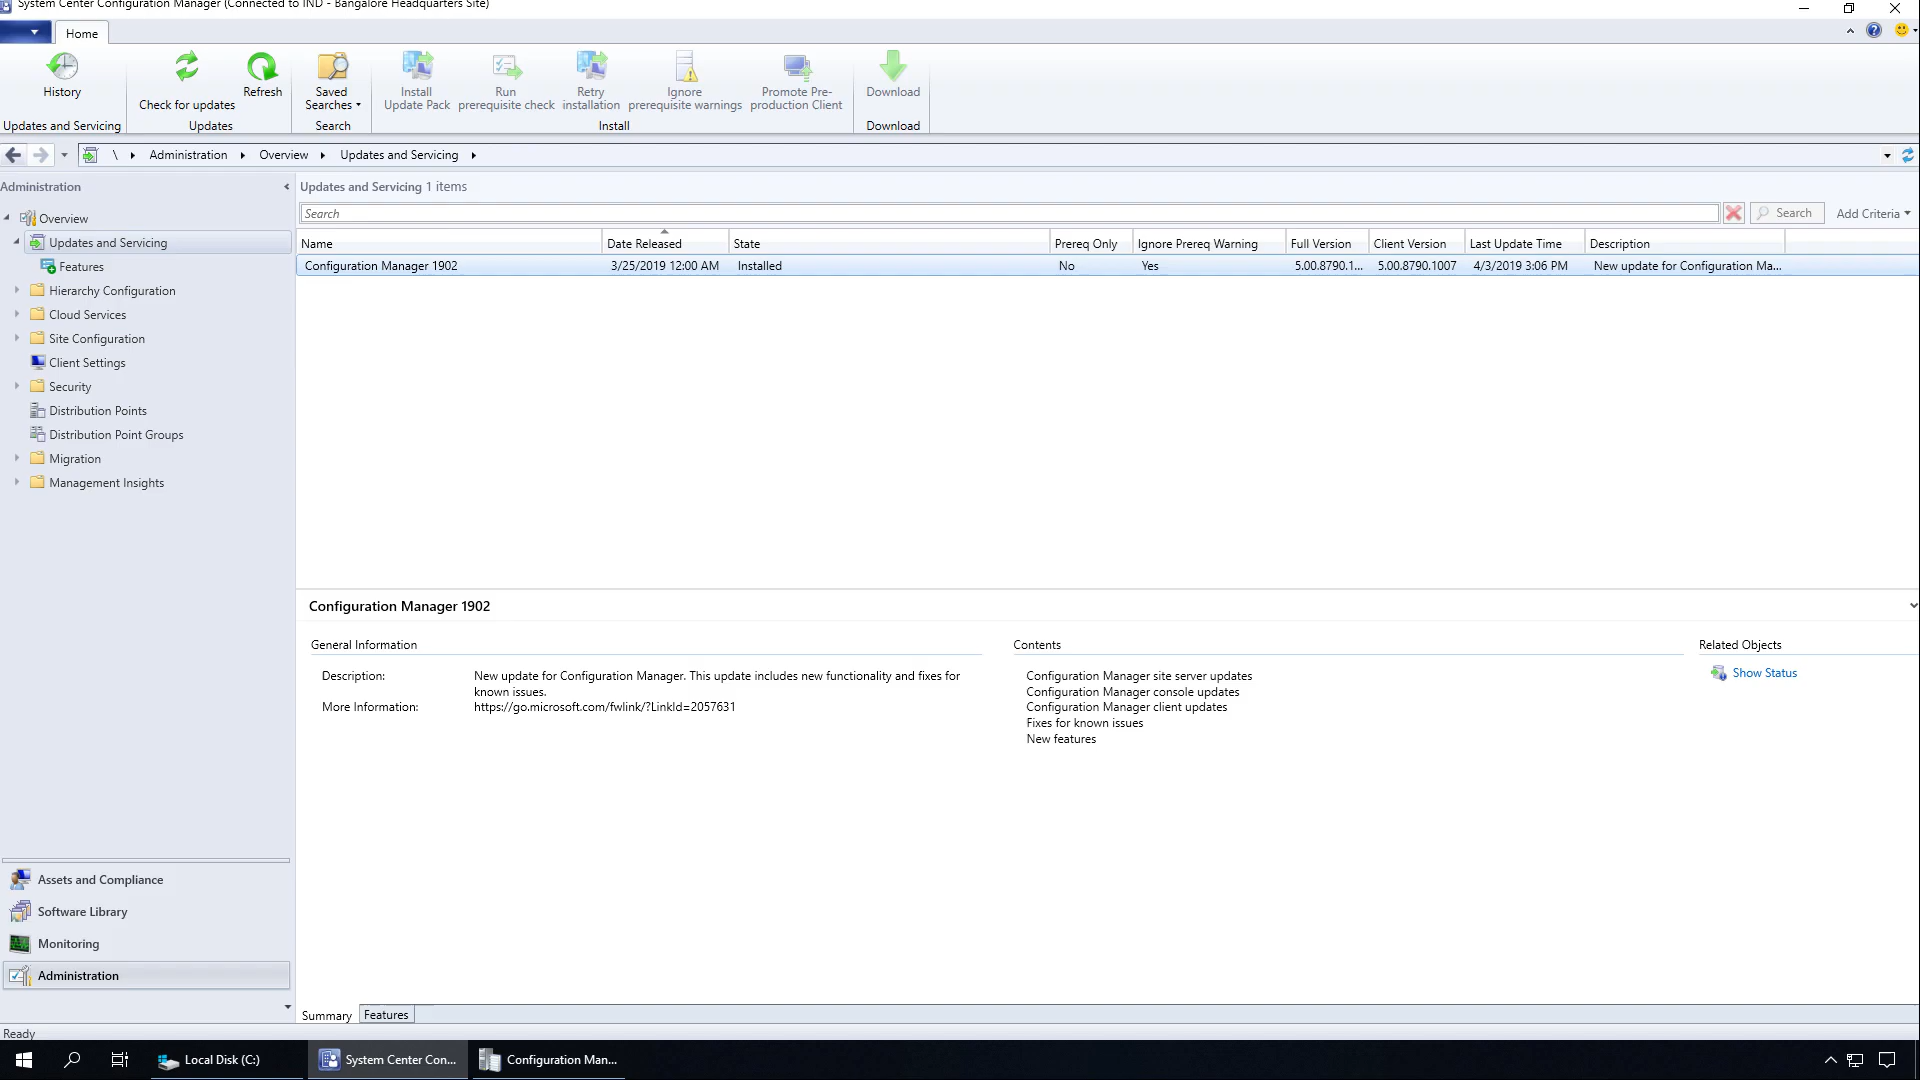 System Center Configuration Manager (Connected to IND - Bangalore Headquarters Site)
Home
History
Check for updates
Refresh
Saved
Searches
Install
Update Pack
Run
prerequisite check
Retry
installation
Ignore
prerequisite warnings
Promote Pre-
production Client
Download
Updates and Servicing
Updates
Search
Install
Download
\ Administration Overview Updates and Servicing
Administration
Overview
Updates and Servicing
Features
Hierarchy Configuration
Cloud Services
Site Configuration
Client Settings
Security
Distribution Points
Distribution Point Groups
Migration
Management Insights
Assets and Compliance
Software Library
Monitoring
Administration
Updates and Servicing 1 items
Search
Search
Add Criteria
Name Date Released State Prereq Only Ignore Prereq Warning Full Version Client Version Last Update Time Description
Configuration Manager 1902 3/25/2019 12:00 AM Installed No Yes 5.00.8790.1... 5.00.8790.1007 4/3/2019 3:06 PM New update for Configuration Ma...
Configuration Manager 1902
General Information
Description: New update for Configuration Manager. This update includes new functionality and fixes for
known issues.
More Information: https://go.microsoft.com/fwlink/?LinkId=2057631
Contents
Configuration Manager site server updates
Configuration Manager console updates
Configuration Manager client updates
Fixes for known issues
New features
Related Objects
Show Status
Summary Features
Ready
Local Disk (C:)
System Center Con...
Configuration Man...